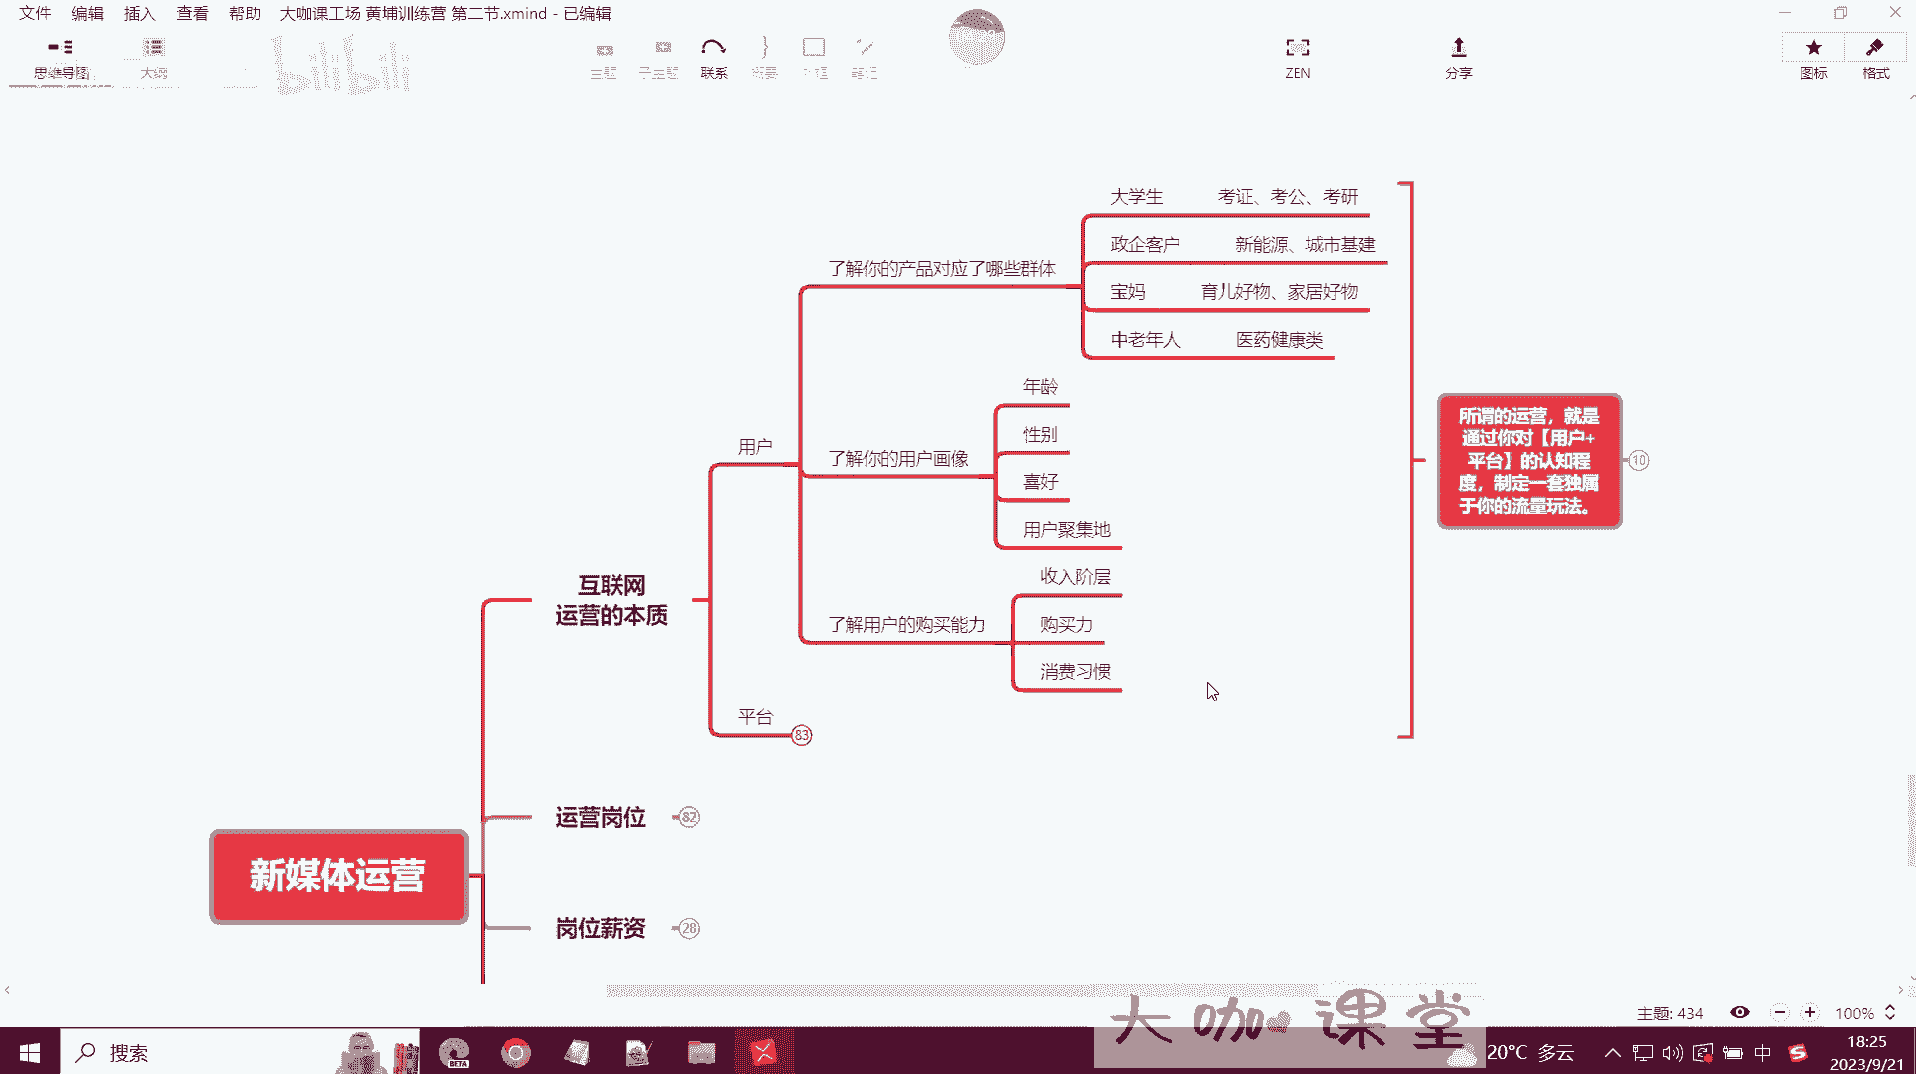 文件 编辑 插入 查看 帮助 大咖课工场 黄埔训练营 第二节.xmind - 已编辑
思维导图 大纲 bilibili 主题 子主题 联系 概要 外框 笔记 ZEN 分享 图标 格式
大学生 考证、考公、考研
政企客户 新能源、城市基建
了解你的产品对应了哪些群体
宝妈 育儿好物、家居好物
中老年人 医药健康类
年龄
性别
用户
了解你的用户画像
喜好
用户聚集地
所谓的运营，就是
通过你对【用户+
平台】的认知程
度，制定一套独属
于你的流量玩法。
10
互联网
运营的本质
收入阶层
了解用户的购买能力
购买力
消费习惯
平台 83
运营岗位 82
新媒体运营
岗位薪资 28
大咖课堂
主题: 434 100%
搜索 BETA 20°C 多云 中 18:25
2023/9/21